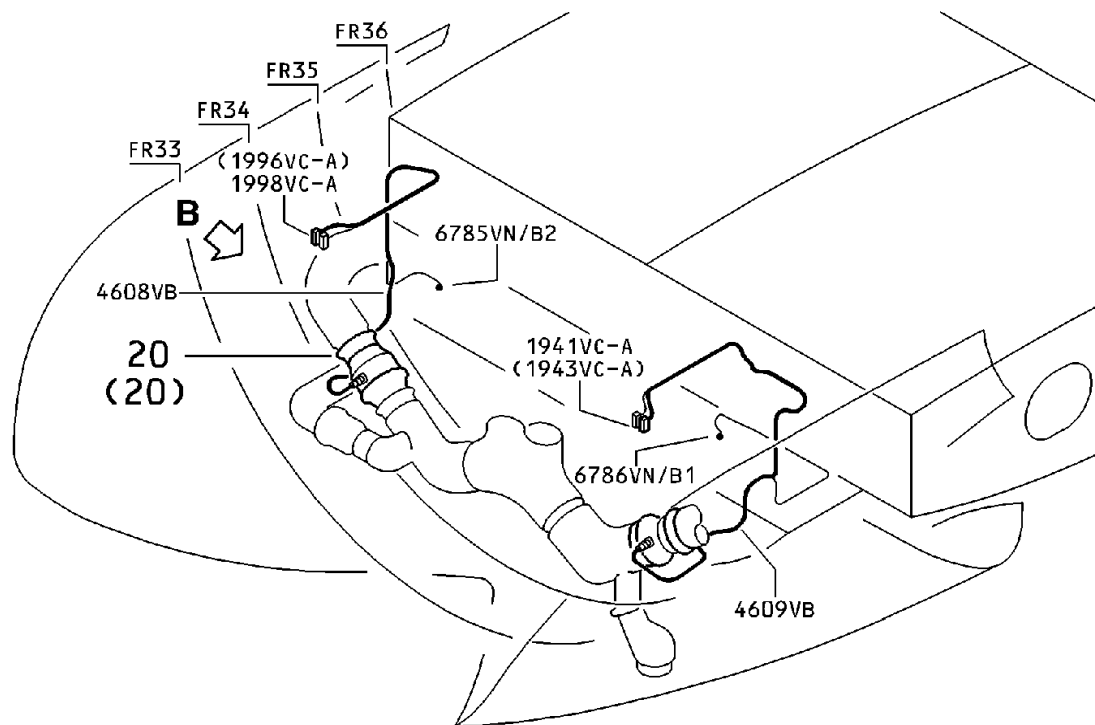 FR36
FR35
FR34
FR33
(1996VC-A)
1998VC-A
B
6785VN/B2
4608VB
20
(20)
1941VC-A
(1943VC-A)
6786VN/B1
4609VB